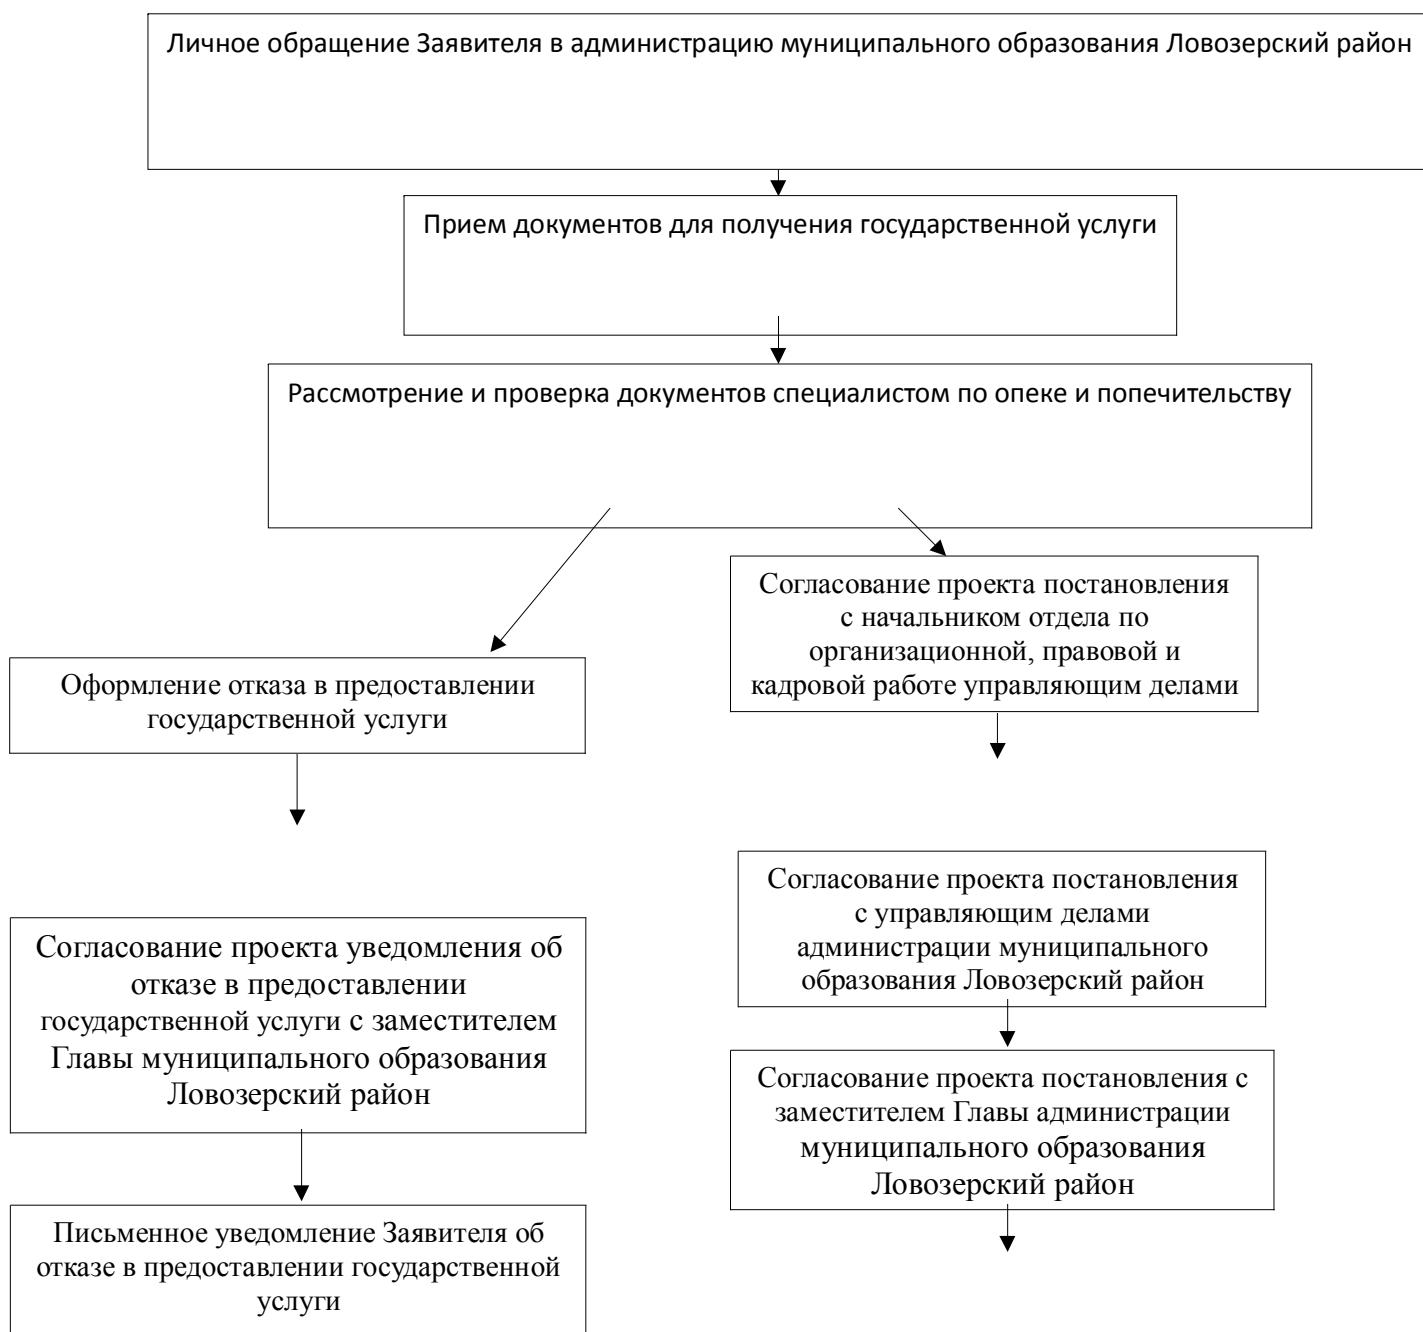 Личное обращение Заявителя в администрацию муниципального образования Ловозерский район
Прием документов для получения государственной услуги
Рассмотрение и проверка документов специалистом по опеке и попечительству
Согласование проекта постановления
с начальником отдела по
организационной, правовой и
кадровой работе управляющим делами
Оформление отказа в предоставлении
государственной услуги
Согласование проекта постановления
с управляющим делами
администрации муниципального
образования Ловозерский район
Согласование проекта уведомления об
отказе в предоставлении
государственной услуги с заместителем
Главы муниципального образования
Ловозерский район
Согласование проекта постановления с
заместителем Главы администрации
муниципального образования
Ловозерский район
Письменное уведомление Заявителя об
отказе в предоставлении государственной
услуги